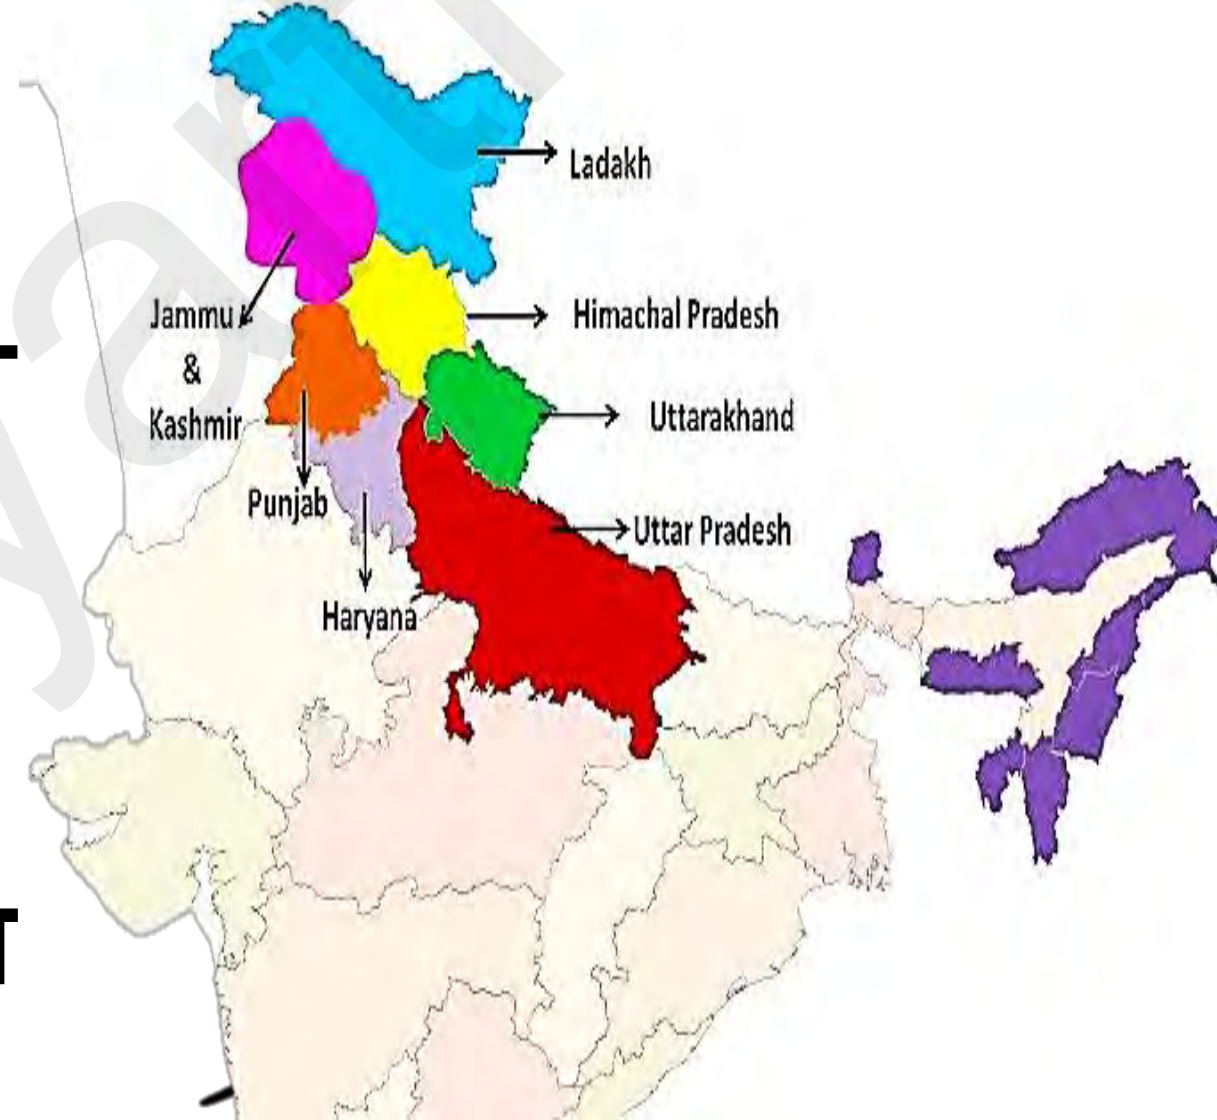 Ladakh
Jammu
&
Kashmir
Himachal Pradesh
Uttarakhand
Punjab
Uttar Pradesh
Haryana